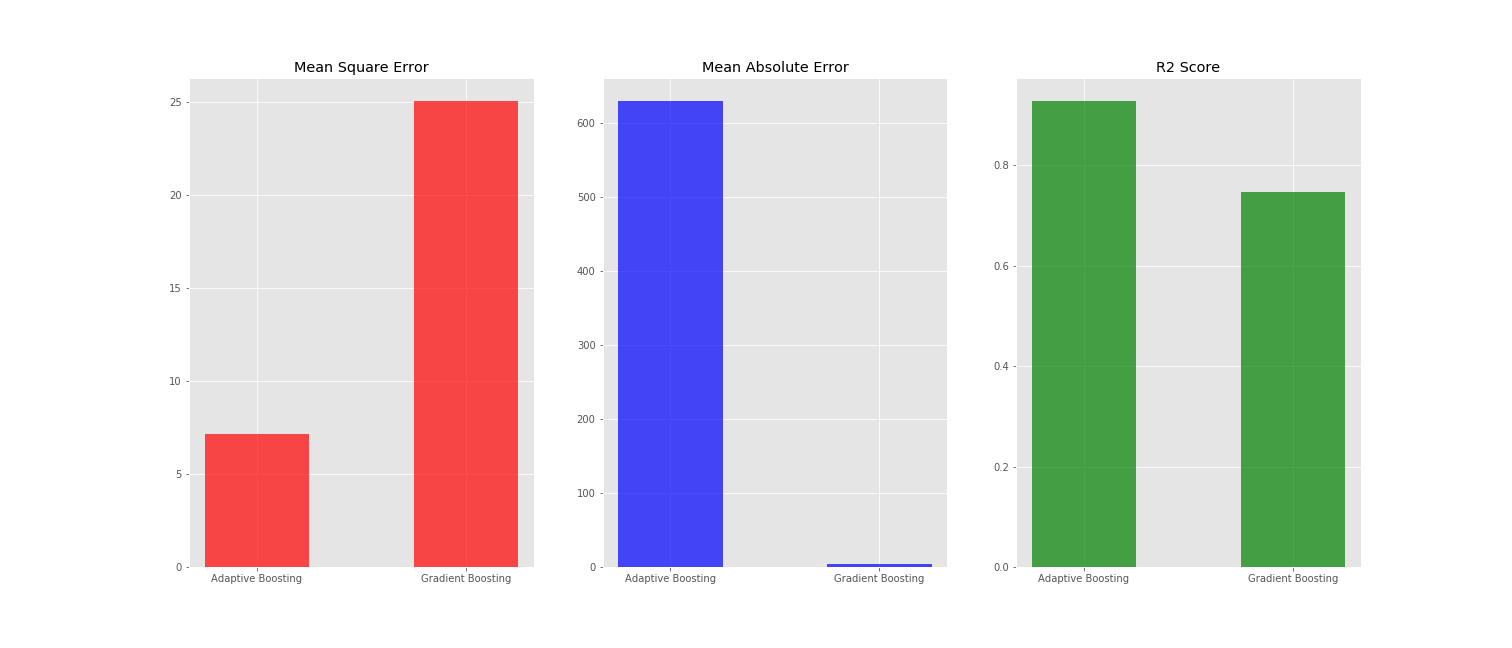 Mean Square Error
25
20
15
10
5
0
Adaptive Boosting
Gradient Boosting
Mean Absolute Error
600
500
400
300
200
100
0
Adaptive Boosting
Gradient Boosting
R2 Score
0.8
0.6
0.4
0.2
0.0
Adaptive Boosting
Gradient Boosting